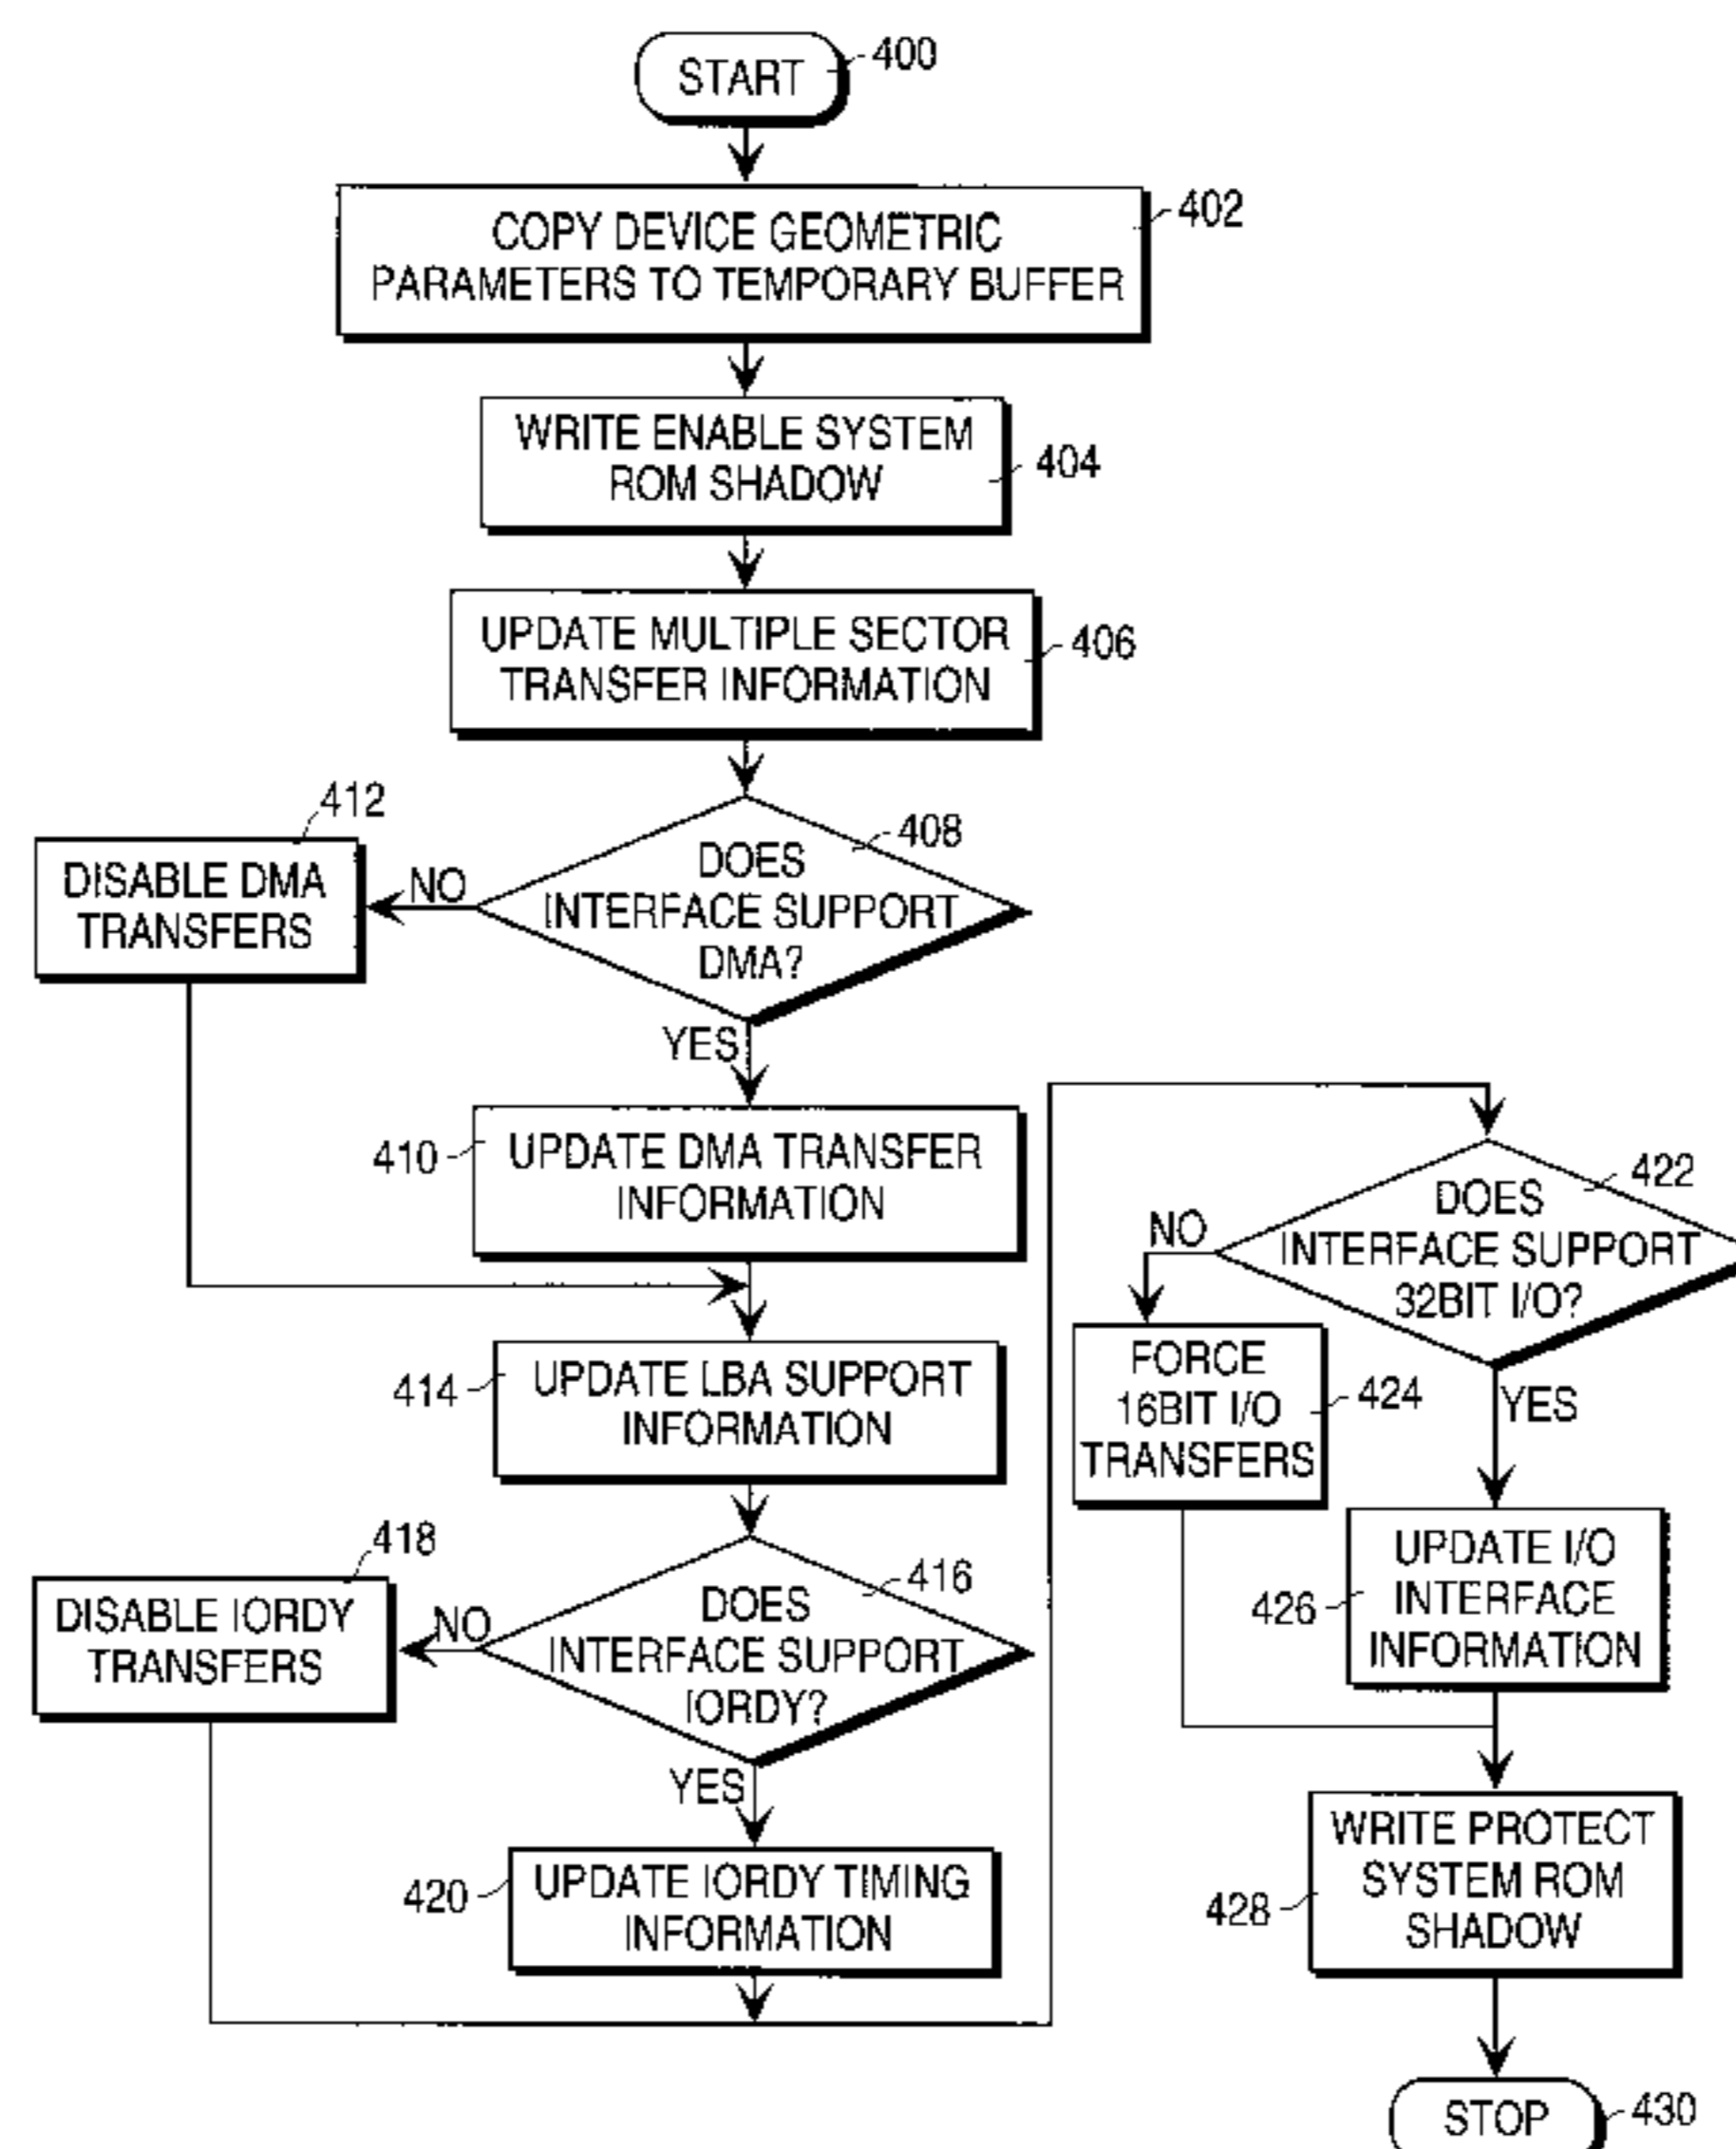 START
400
COPY DEVICE GEOMETRIC
PARAMETERS TO TEMPORARY BUFFER
402
WRITE ENABLE SYSTEM
ROM SHADOW
404
UPDATE MULTIPLE SECTOR
TRANSFER INFORMATION
406
DOES
INTERFACE SUPPORT
DMA?
408
NO
412
DISABLE DMA
TRANSFERS
YES
410
UPDATE DMA TRANSFER
INFORMATION
414
UPDATE LBA SUPPORT
INFORMATION
DOES
INTERFACE SUPPORT
IORDY?
416
NO
418
DISABLE IORDY
TRANSFERS
YES
420
UPDATE IORDY TIMING
INFORMATION
DOES
INTERFACE SUPPORT
32BIT I/O?
422
NO
FORCE
16BIT I/O
TRANSFERS
424
YES
UPDATE I/O
INTERFACE
INFORMATION
426
WRITE PROTECT
SYSTEM ROM
SHADOW
428
STOP
430